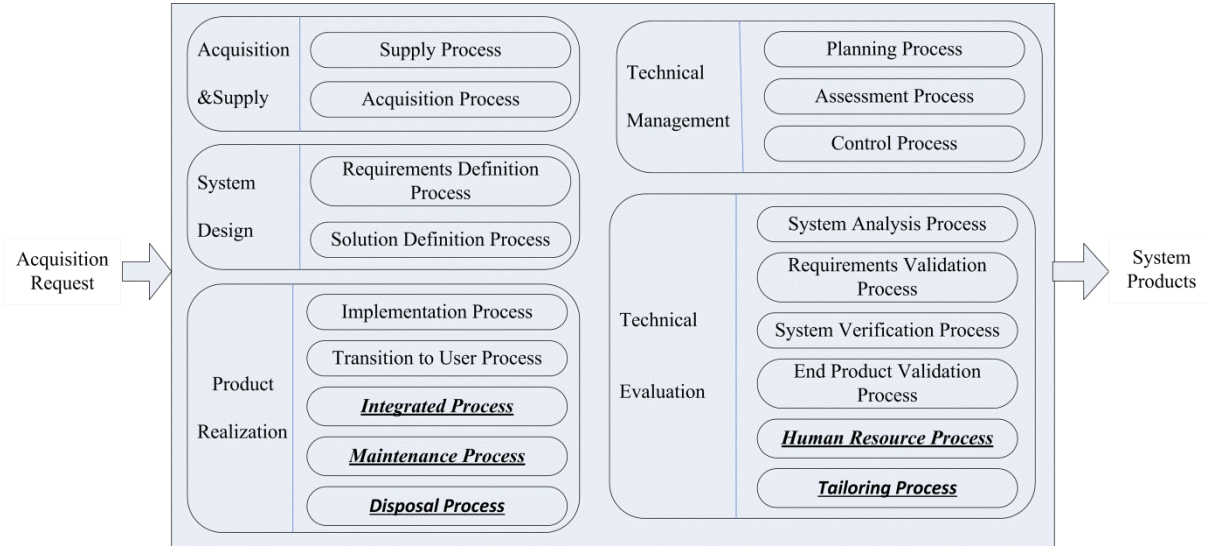 Acquisition
Request
Acquisition
&Supply
Supply Process
Acquisition Process
System
Design
Requirements Definition
Process
Solution Definition Process
Product
Realization
Implementation Process
Transition to User Process
Integrated Process
Maintenance Process
Disposal Process
Technical
Management
Planning Process
Assessment Process
Control Process
Technical
Evaluation
System Analysis Process
Requirements Validation
Process
System Verification Process
End Product Validation
Process
Human Resource Process
Tailoring Process
System
Products